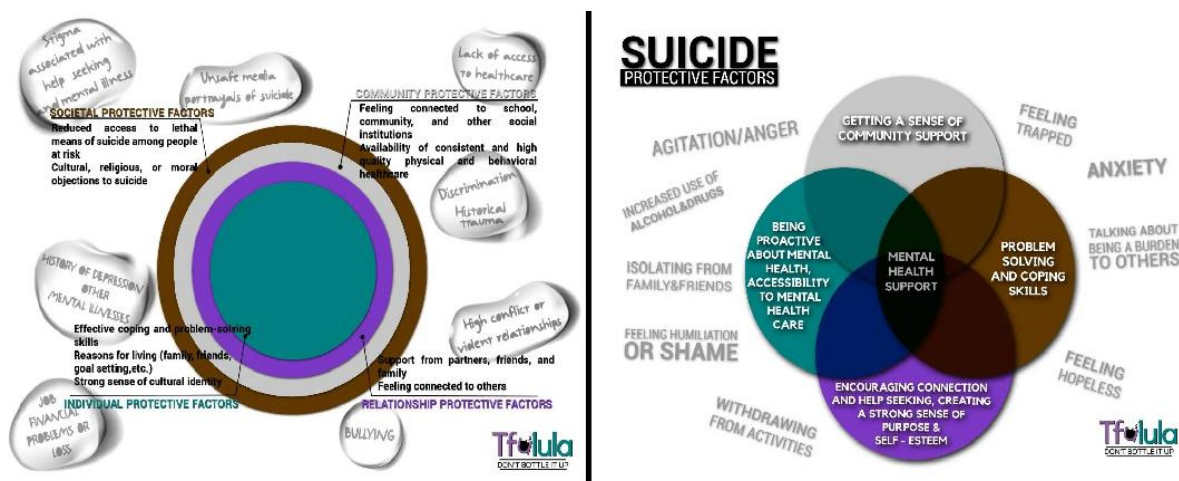 Stigma
associated with
help seeking
and mental illness
Unsafe media
portrayals of suicide
Lack of access
to healthcare
SOCIETAL PROTECTIVE FACTORS
Reduced access to lethal
means of suicide among people
at risk
Cultural, religious, or moral
objections to suicide
COMMUNITY PROTECTIVE FACTORS
Feeling connected to school,
community, and other social
institutions
Availability of consistent and high
quality physical and behavioral
healthcare
Discrimination
Historical
Trauma
HISTORY OF DEPRESSION
OTHER
MENTAL ILLNESSES
High conflict or
violent relationships
Effective coping and problem-solving
skills
Reasons for living (family, friends,
goal setting,etc.)
Strong sense of cultural identity
INDIVIDUAL PROTECTIVE FACTORS
Support from partners, friends, and
family
Feeling connected to others
RELATIONSHIP PROTECTIVE FACTORS
JOB
FINANCIAL
PROBLEMS OR
LOSS
BULLYING
Tfolula
DON'T BOTTLE IT UP
SUICIDE
PROTECTIVE FACTORS
GETTING A SENSE OF
COMMUNITY SUPPORT
AGITATION/ANGER
FEELING
TRAPPED
ANXIETY
INCREASED USE OF
ALCOHOL&DRUGS
BEING
PROACTIVE
ABOUT MENTAL
HEALTH,
ACCESSIBILITY
TO MENTAL
HEALTH
CARE
MENTAL
HEALTH
SUPPORT
PROBLEM
SOLVING
AND COPING
SKILLS
TALKING ABOUT
BEING A BURDEN
TO OTHERS
ISOLATING FROM
FAMILY&FRIENDS
FEELING HUMILIATION
OR SHAME
FEELING
HOPELESS
ENCOURAGING CONNECTION
AND HELP SEEKING, CREATING
A STRONG SENSE OF
PURPOSE &
SELF - ESTEEM
WITHDRAWING
FROM ACTIVITIES
Tfolula
DON'T BOTTLE IT UP